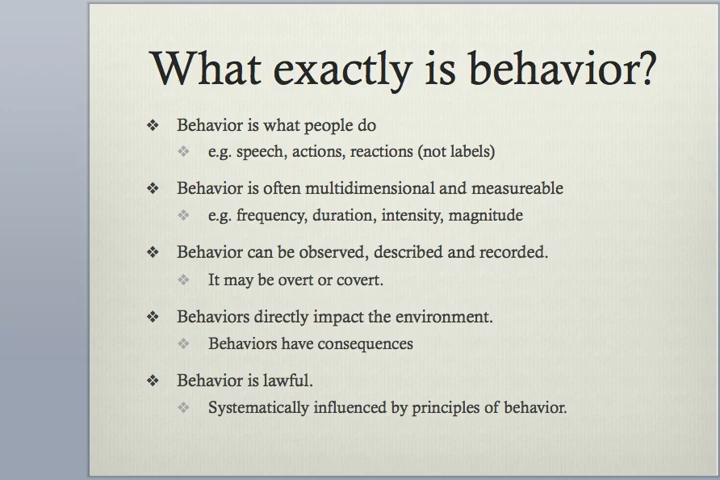 What exactly is behavior?
❖ Behavior is what people do
❖ e.g. speech, actions, reactions (not labels)
❖ Behavior is often multidimensional and measureable
❖ e.g. frequency, duration, intensity, magnitude
❖ Behavior can be observed, described and recorded.
❖ It may be overt or covert.
❖ Behaviors directly impact the environment.
❖ Behaviors have consequences
❖ Behavior is lawful.
❖ Systematically influenced by principles of behavior.